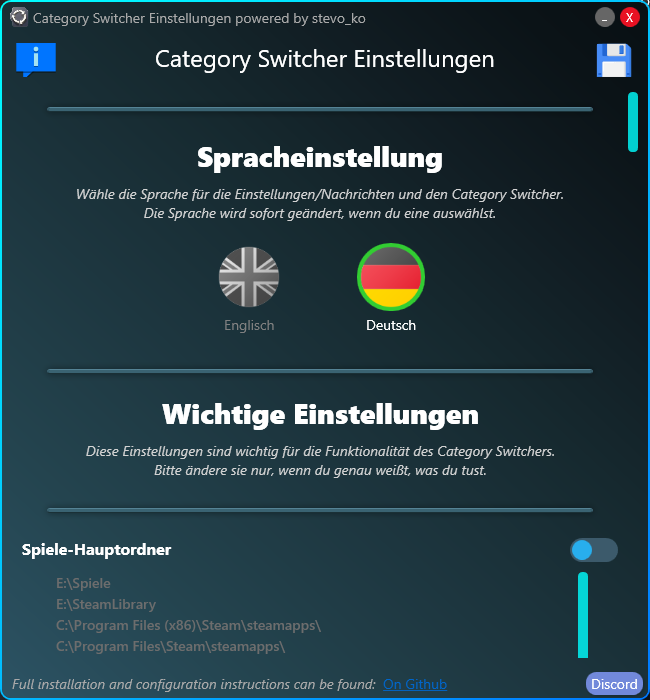 Category Switcher Einstellungen powered by stevo_ko
Category Switcher Einstellungen
Spracheinstellung
Wähle die Sprache für die Einstellungen/Nachrichten und den Category Switcher.
Die Sprache wird sofort geändert, wenn du eine auswählst.
Englisch Deutsch
Wichtige Einstellungen
Diese Einstellungen sind wichtig für die Funktionalität des Category Switchers.
Bitte ändere sie nur, wenn du genau weißt, was du tust.
Spiele-Hauptordner
E:\Spiele
E:\SteamLibrary
C:\Program Files (x86)\Steam\steamapps\
C:\Program Files\Steam\steamapps\
Full installation and configuration instructions can be found: On Github
Discord